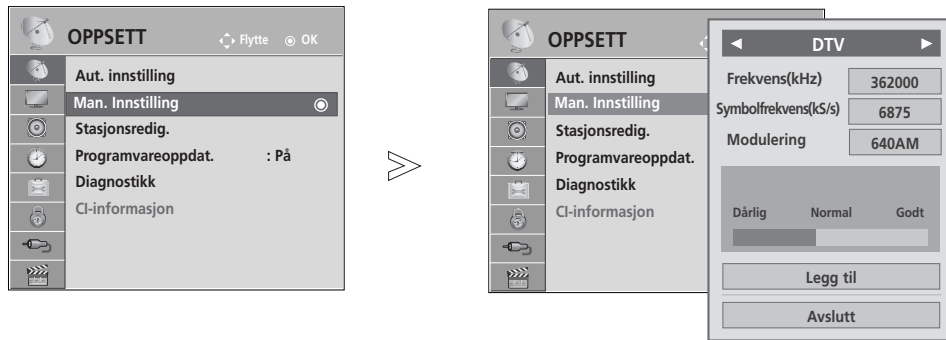 OPPSETT
Flytte OK
Aut. innstilling
Man. Innstilling
Stasjonsredig.
Programvareoppdat. : På
Diagnostikk
CI-informasjon
OPPSETT
Aut. innstilling
Man. Innstilling
Stasjonsredig.
Programvareoppdat.
Diagnostikk
CI-informasjon
DTV
Frekvens(kHz) 362000
Symbolfrekvens(kS/s) 6875
Modulering 640AM
Dårlig Normal Godt
Legg til
Avslutt